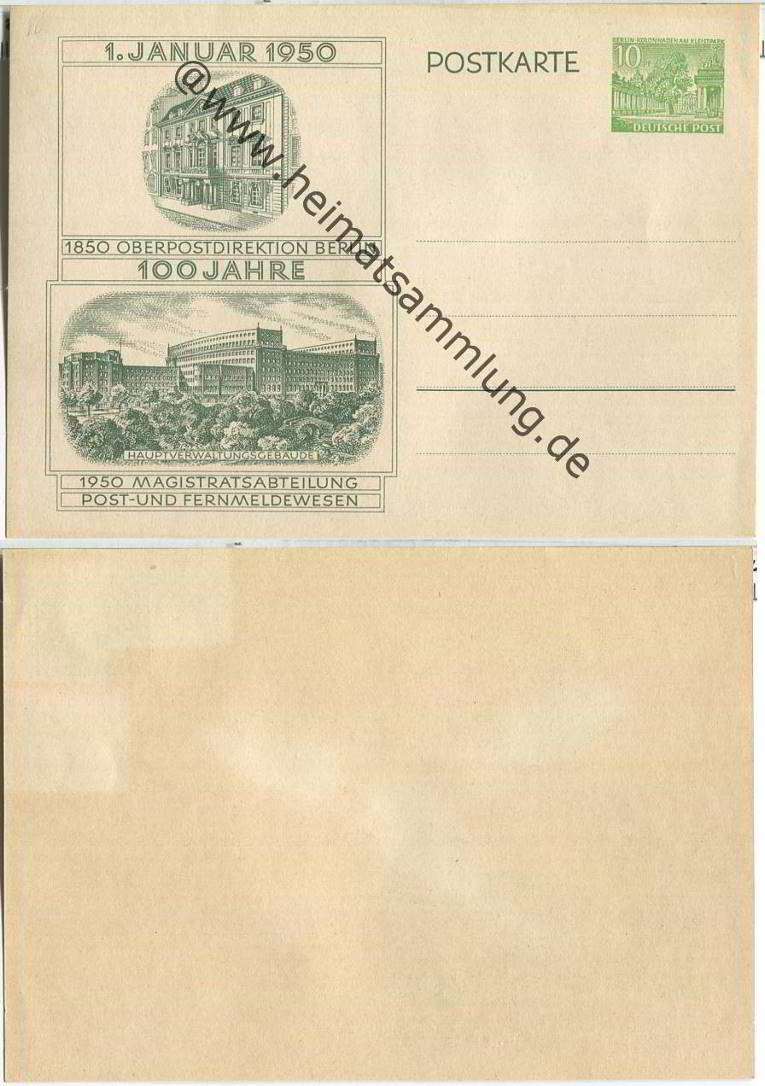 1. JANUAR 1950
1850 OBERPOSTDIREKTION BERLIN
100 JAHRE
HAUPTVERWALTUNGSGEBÄUDE
1950 MAGISTRATSABTEILUNG
POST-UND FERNMELDEWESEN
POSTKARTE
BERLIN-KOLONNADEN AM KLEISTPARK
10
DEUTSCHE POST
@www.heimatsammlung.de